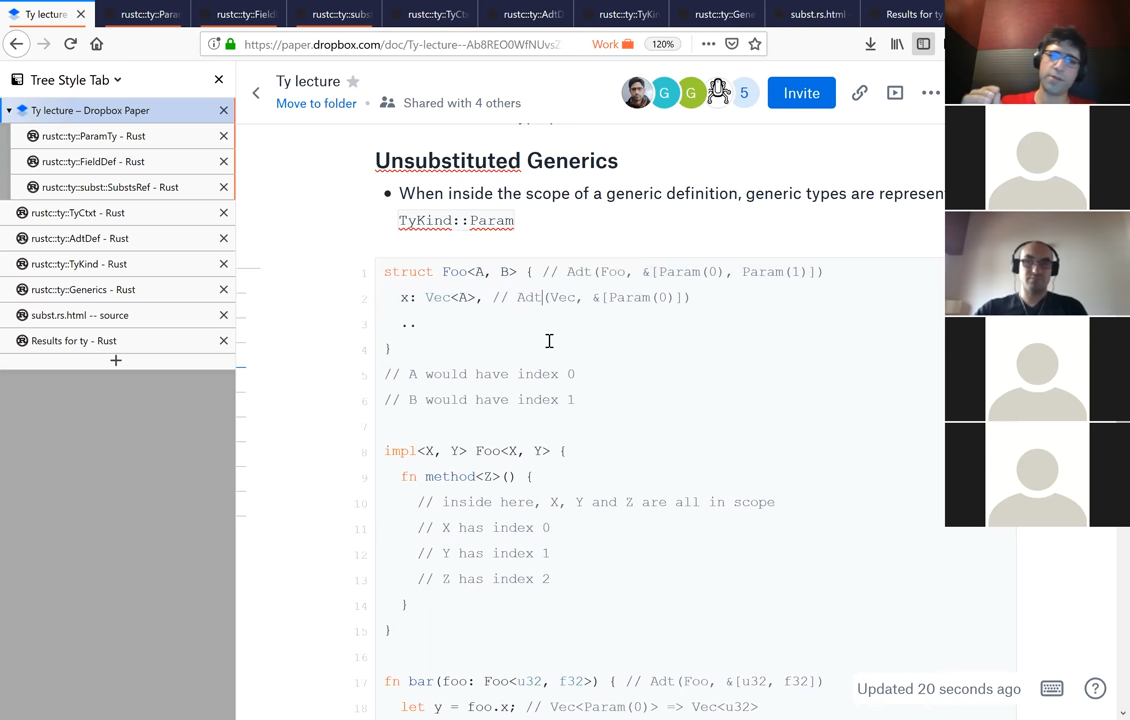 Ty lecture
rustc::ty::Para
rustc::ty::Field
rustc::ty::subs
rustc::ty::TyCt
rustc::ty::AdtD
rustc::ty::TyKin
rustc::ty::Gene
subst.rs.html
Results for ty
https://paper.dropbox.com/doc/Ty-lecture--Ab8REO0WfNUvsZ
Work
120%
Tree Style Tab
Ty lecture – Dropbox Paper
rustc::ty::ParamTy - Rust
rustc::ty::FieldDef - Rust
rustc::ty::subst::SubstsRef - Rust
rustc::ty::TyCtxt - Rust
rustc::ty::AdtDef - Rust
rustc::ty::TyKind - Rust
rustc::ty::Generics - Rust
subst.rs.html -- source
Results for ty - Rust
Ty lecture
Move to folder
Shared with 4 others
G
G
5
Invite
Unsubstituted Generics
• When inside the scope of a generic definition, generic types are represen
TyKind::Param
1 struct Foo<A, B> { // Adt(Foo, &[Param(0), Param(1)])
2 x: Vec<A>, // Adt(Vec, &[Param(0)])
3 ..
4 }
5 // A would have index 0
6 // B would have index 1
7
8 impl<X, Y> Foo<X, Y> {
9 fn method<Z>() {
10 // inside here, X, Y and Z are all in scope
11 // X has index 0
12 // Y has index 1
13 // Z has index 2
14 }
15 }
16
17 fn bar(foo: Foo<u32, f32>) { // Adt(Foo, &[u32, f32])
18 let y = foo.x; // Vec<Param(0)> => Vec<u32>
Updated 20 seconds ago